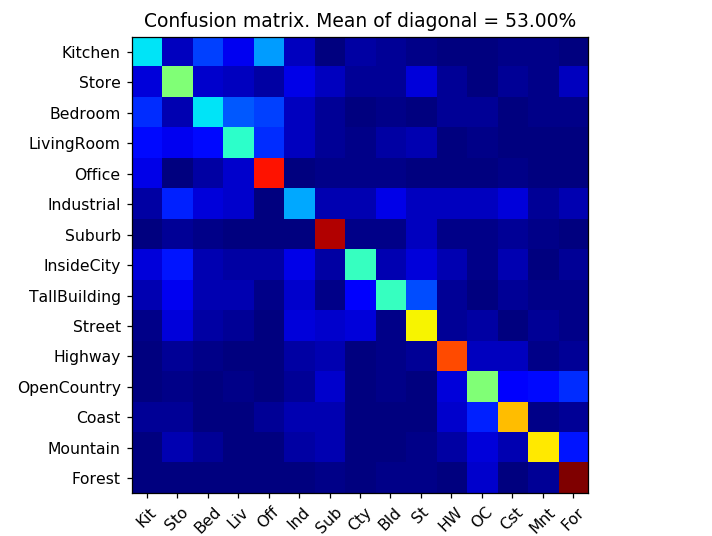 Confusion matrix. Mean of diagonal = 53.00%
Kitchen
Store
Bedroom
LivingRoom
Office
Industrial
Suburb
InsideCity
TallBuilding
Street
Highway
OpenCountry
Coast
Mountain
Forest
Kit Sto Bed Liv Off Ind Sub Cty Bld St HW OC Cst Mnt For